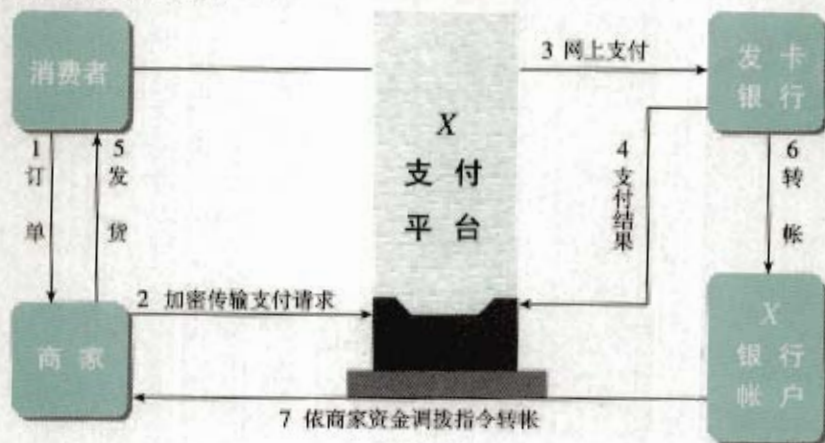 消费者
3 网上支付
发 卡
银 行
X
支 付
平 台
1 订 单
5 发 货
4 支付结果
6 转 帐
2 加密传输支付请求
商 家
X
银 行
帐 户
7 依商家资金调拨指令转帐